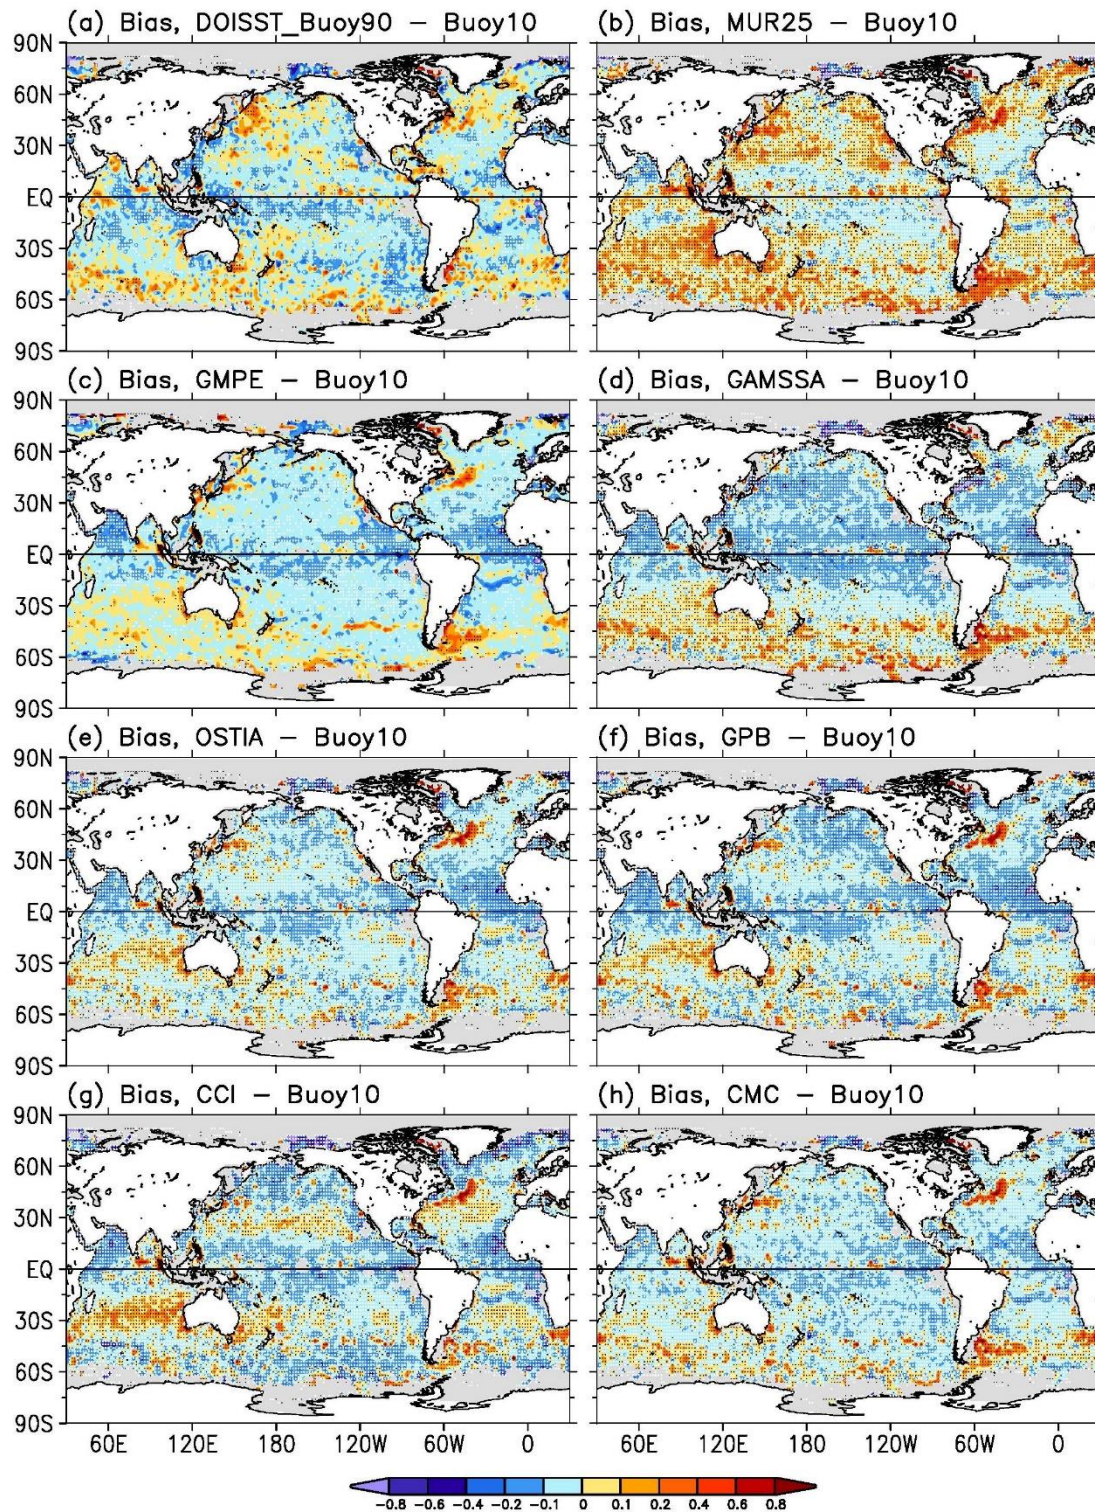 (a) Bias, DOISST_Buoy90 – Buoy10
(b) Bias, MUR25 – Buoy10
90N
60N
30N
EQ
30S
60S
90S
(c) Bias, GMPE – Buoy10
(d) Bias, GAMSSA – Buoy10
90N
60N
30N
EQ
30S
60S
90S
(e) Bias, OSTIA – Buoy10
(f) Bias, GPB – Buoy10
90N
60N
30N
EQ
30S
60S
90S
(g) Bias, CCI – Buoy10
(h) Bias, CMC – Buoy10
90N
60N
30N
EQ
30S
60S
90S
60E 120E 180 120W 60W 0 60E 120E 180 120W 60W 0
-0.8 -0.6 -0.4 -0.2 -0.1 0 0.1 0.2 0.4 0.6 0.8